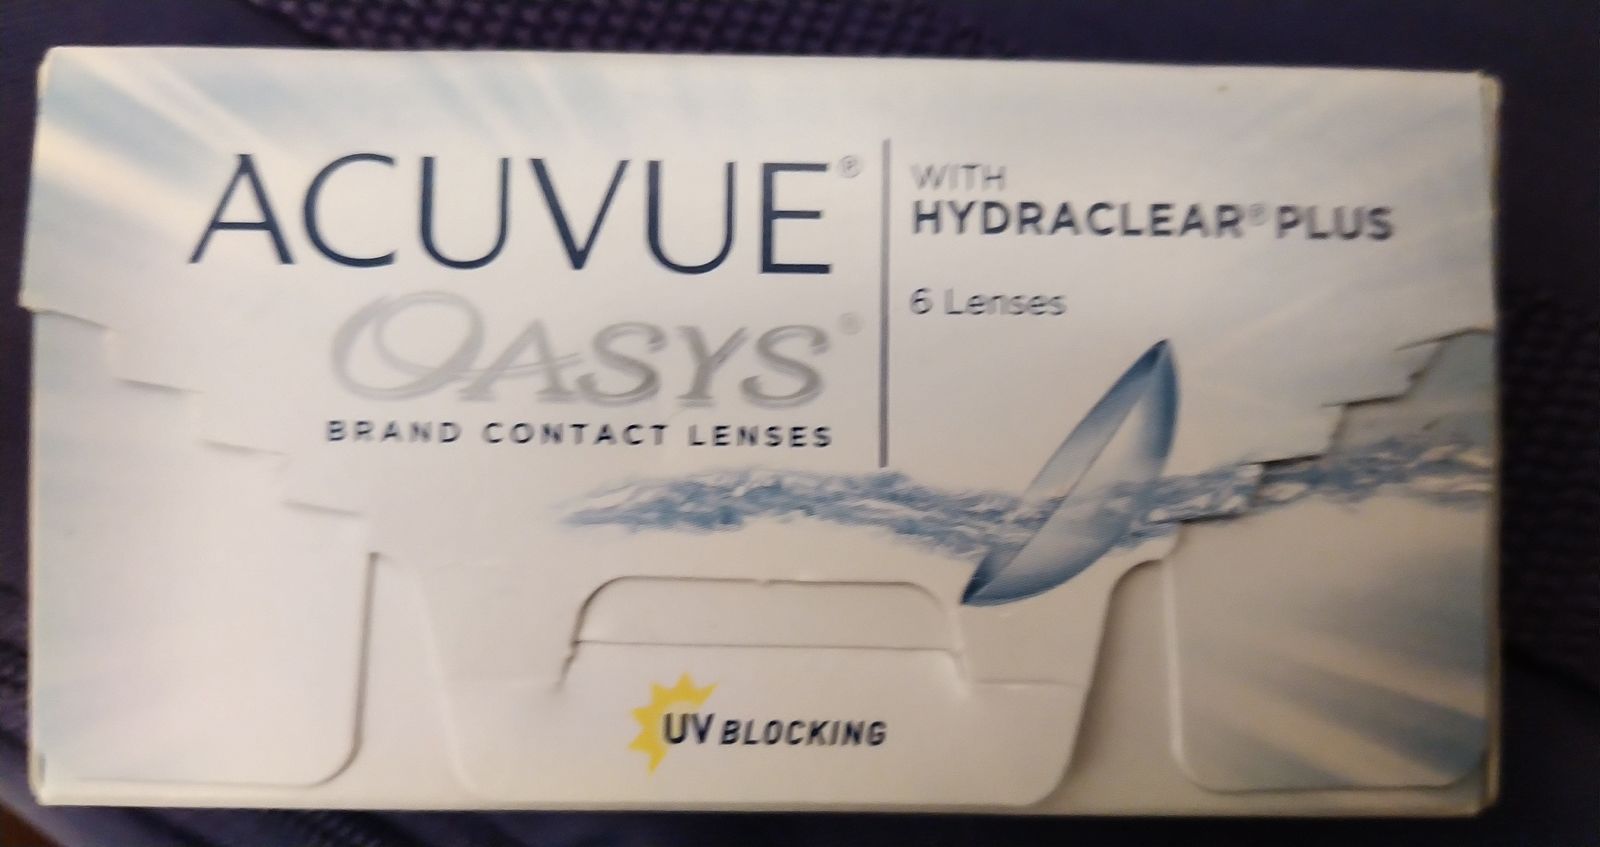 ACUVUE®
OASYS®
BRAND CONTACT LENSES
WITH
HYDRACLEAR® PLUS
6 Lenses
UV BLOCKING